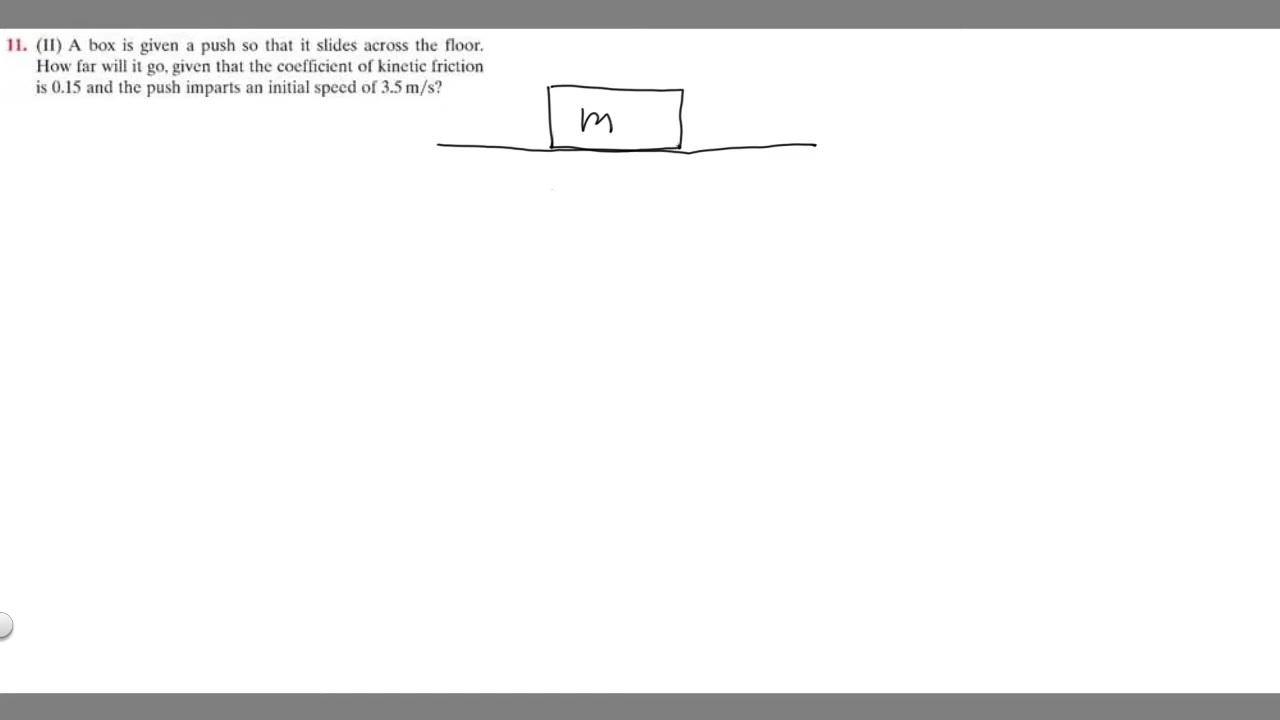 11. (II) A box is given a push so that it slides across the floor.
How far will it go, given that the coefficient of kinetic friction
is 0.15 and the push imparts an initial speed of 3.5 m/s?
m